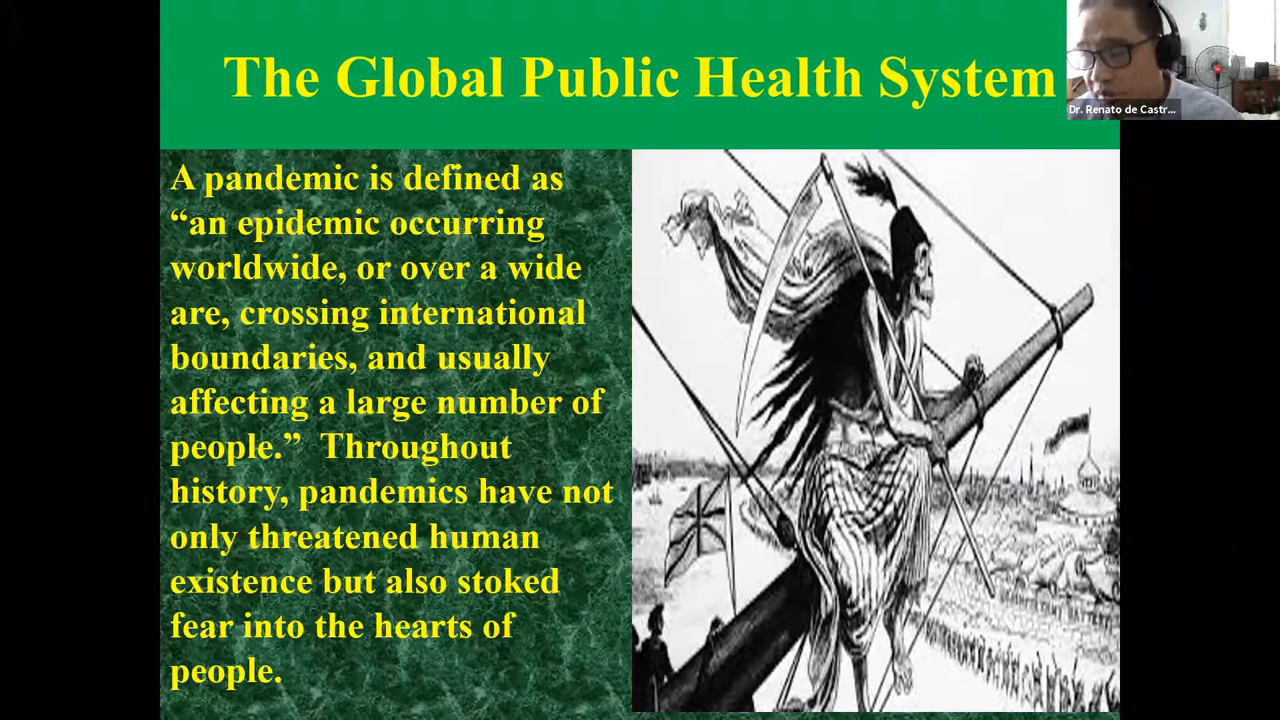 The Global Public Health System
Dr. Renato de Castr...
A pandemic is defined as
“an epidemic occurring
worldwide, or over a wide
are, crossing international
boundaries, and usually
affecting a large number of
people.”  Throughout
history, pandemics have not
only threatened human
existence but also stoked
fear into the hearts of
people.